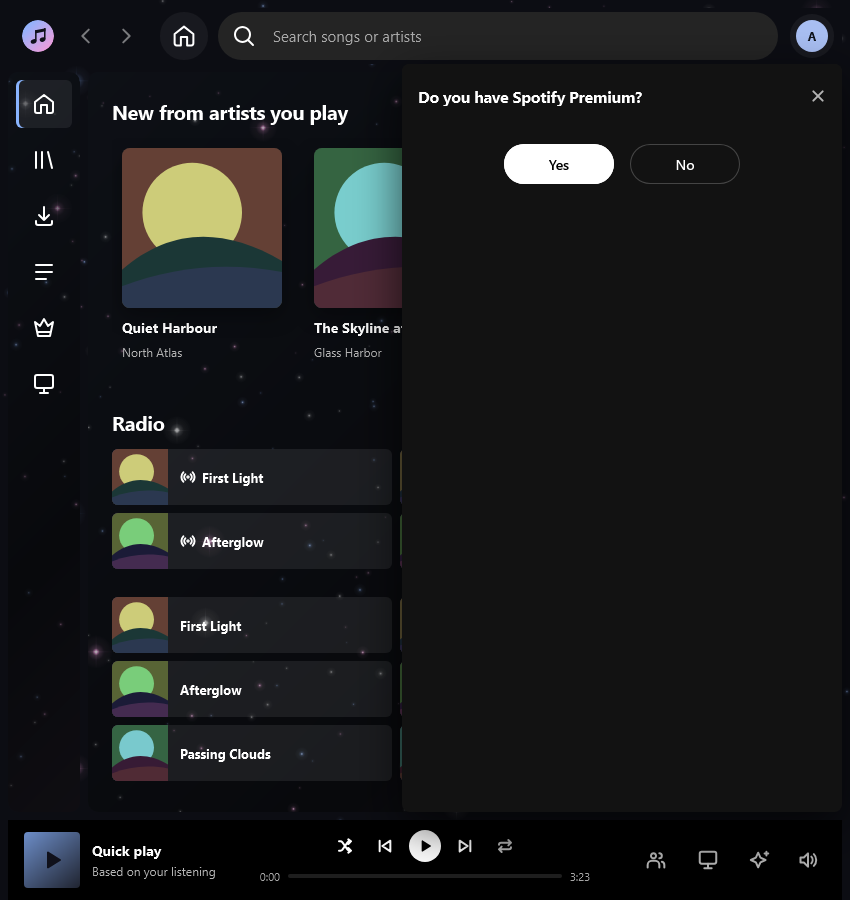 Search songs or artists
A
New from artists you play
Quiet Harbour
North Atlas
The Skyline a
Glass Harbor
Radio
First Light
Afterglow
First Light
Afterglow
Passing Clouds
Do you have Spotify Premium?
Yes
No
Quick play
Based on your listening
0:00
3:23